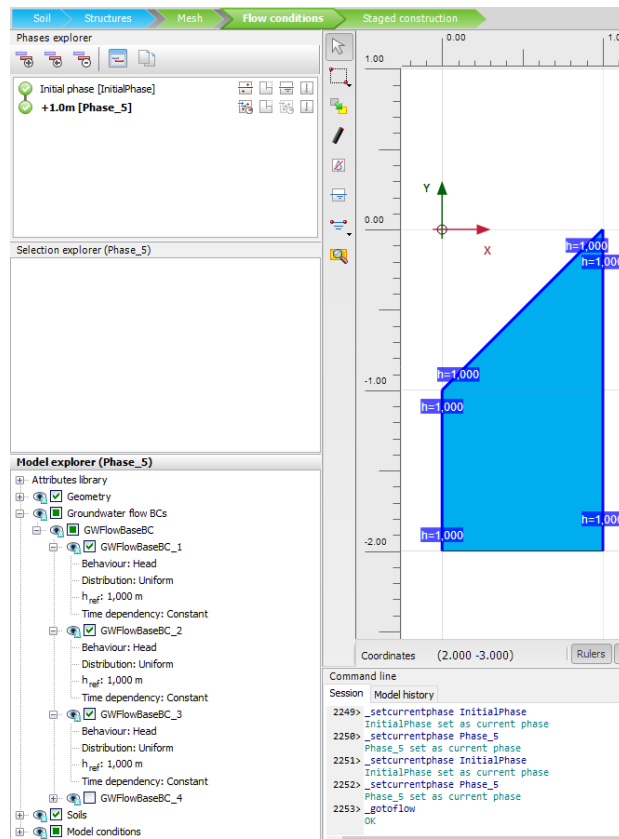 Soil Structures Mesh Flow conditions Staged construction
Phases explorer
Initial phase [InitialPhase]
+1.0m [Phase_5]
Selection explorer (Phase_5)
Model explorer (Phase_5)
Attributes library
Geometry
Groundwater flow BCs
GWFlowBaseBC
GWFlowBaseBC_1
Behaviour: Head
Distribution: Uniform
href: 1,000 m
Time dependency: Constant
GWFlowBaseBC_2
Behaviour: Head
Distribution: Uniform
href: 1,000 m
Time dependency: Constant
GWFlowBaseBC_3
Behaviour: Head
Distribution: Uniform
href: 1,000 m
Time dependency: Constant
GWFlowBaseBC_4
Soils
Model conditions
0.00 1.0
1.00
0.00
-1.00
-2.00
Y
X
h=1,000
h=1,000
h=1,000
h=1,000
h=1,000
h=1,000
Coordinates (2.000 -3.000) Rulers
Command line
Session Model history
2249> _setcurrentphase InitialPhase
InitialPhase set as current phase
2250> _setcurrentphase Phase_5
Phase_5 set as current phase
2251> _setcurrentphase InitialPhase
InitialPhase set as current phase
2252> _setcurrentphase Phase_5
Phase_5 set as current phase
2253> _gotoflow
OK